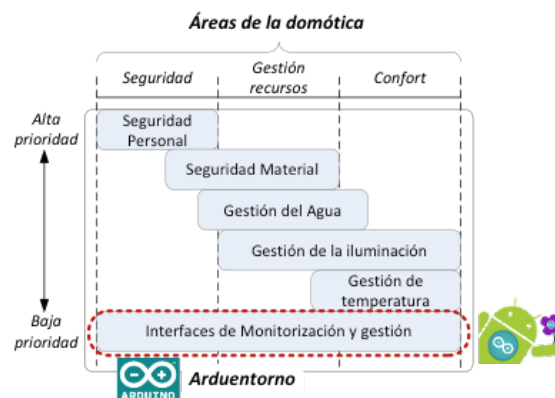 Áreas de la domótica
Seguridad
Gestión
recursos
Confort
Alta
prioridad
Seguridad
Personal
Seguridad Material
Gestión del Agua
Gestión de la iluminación
Gestión de
temperatura
Baja
prioridad
Interfaces de Monitorización y gestión
ARDUINO
Arduentorno